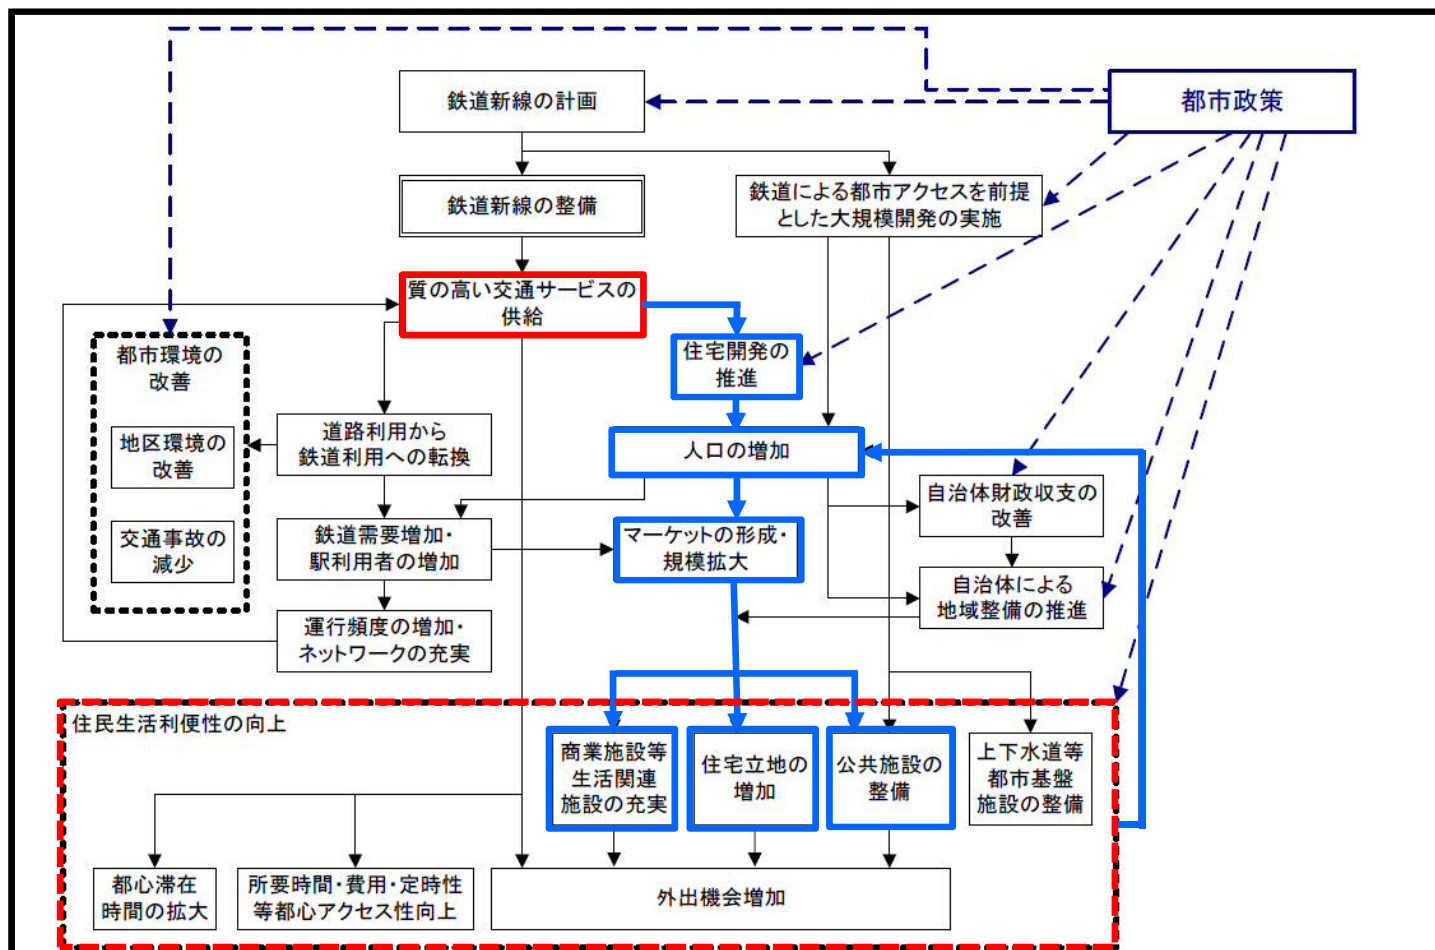 鉄道新線の計画
都市政策
鉄道新線の整備
鉄道による都市アクセスを前提
とした大規模開発の実施
質の高い交通サービスの
供給
都市環境の
改善
住宅開発の
推進
地区環境の
改善
道路利用から
鉄道利用への転換
人口の増加
自治体財政収支の
改善
交通事故の
減少
鉄道需要増加・
駅利用者の増加
マーケットの形成・
規模拡大
自治体による
地域整備の推進
運行頻度の増加・
ネットワークの充実
住民生活利便性の向上
商業施設等
生活関連
施設の充実
住宅立地の
増加
公共施設の
整備
上下水道等
都市基盤
施設の整備
都心滞在
時間の拡大
所要時間・費用・定時性
等都心アクセス性向上
外出機会増加